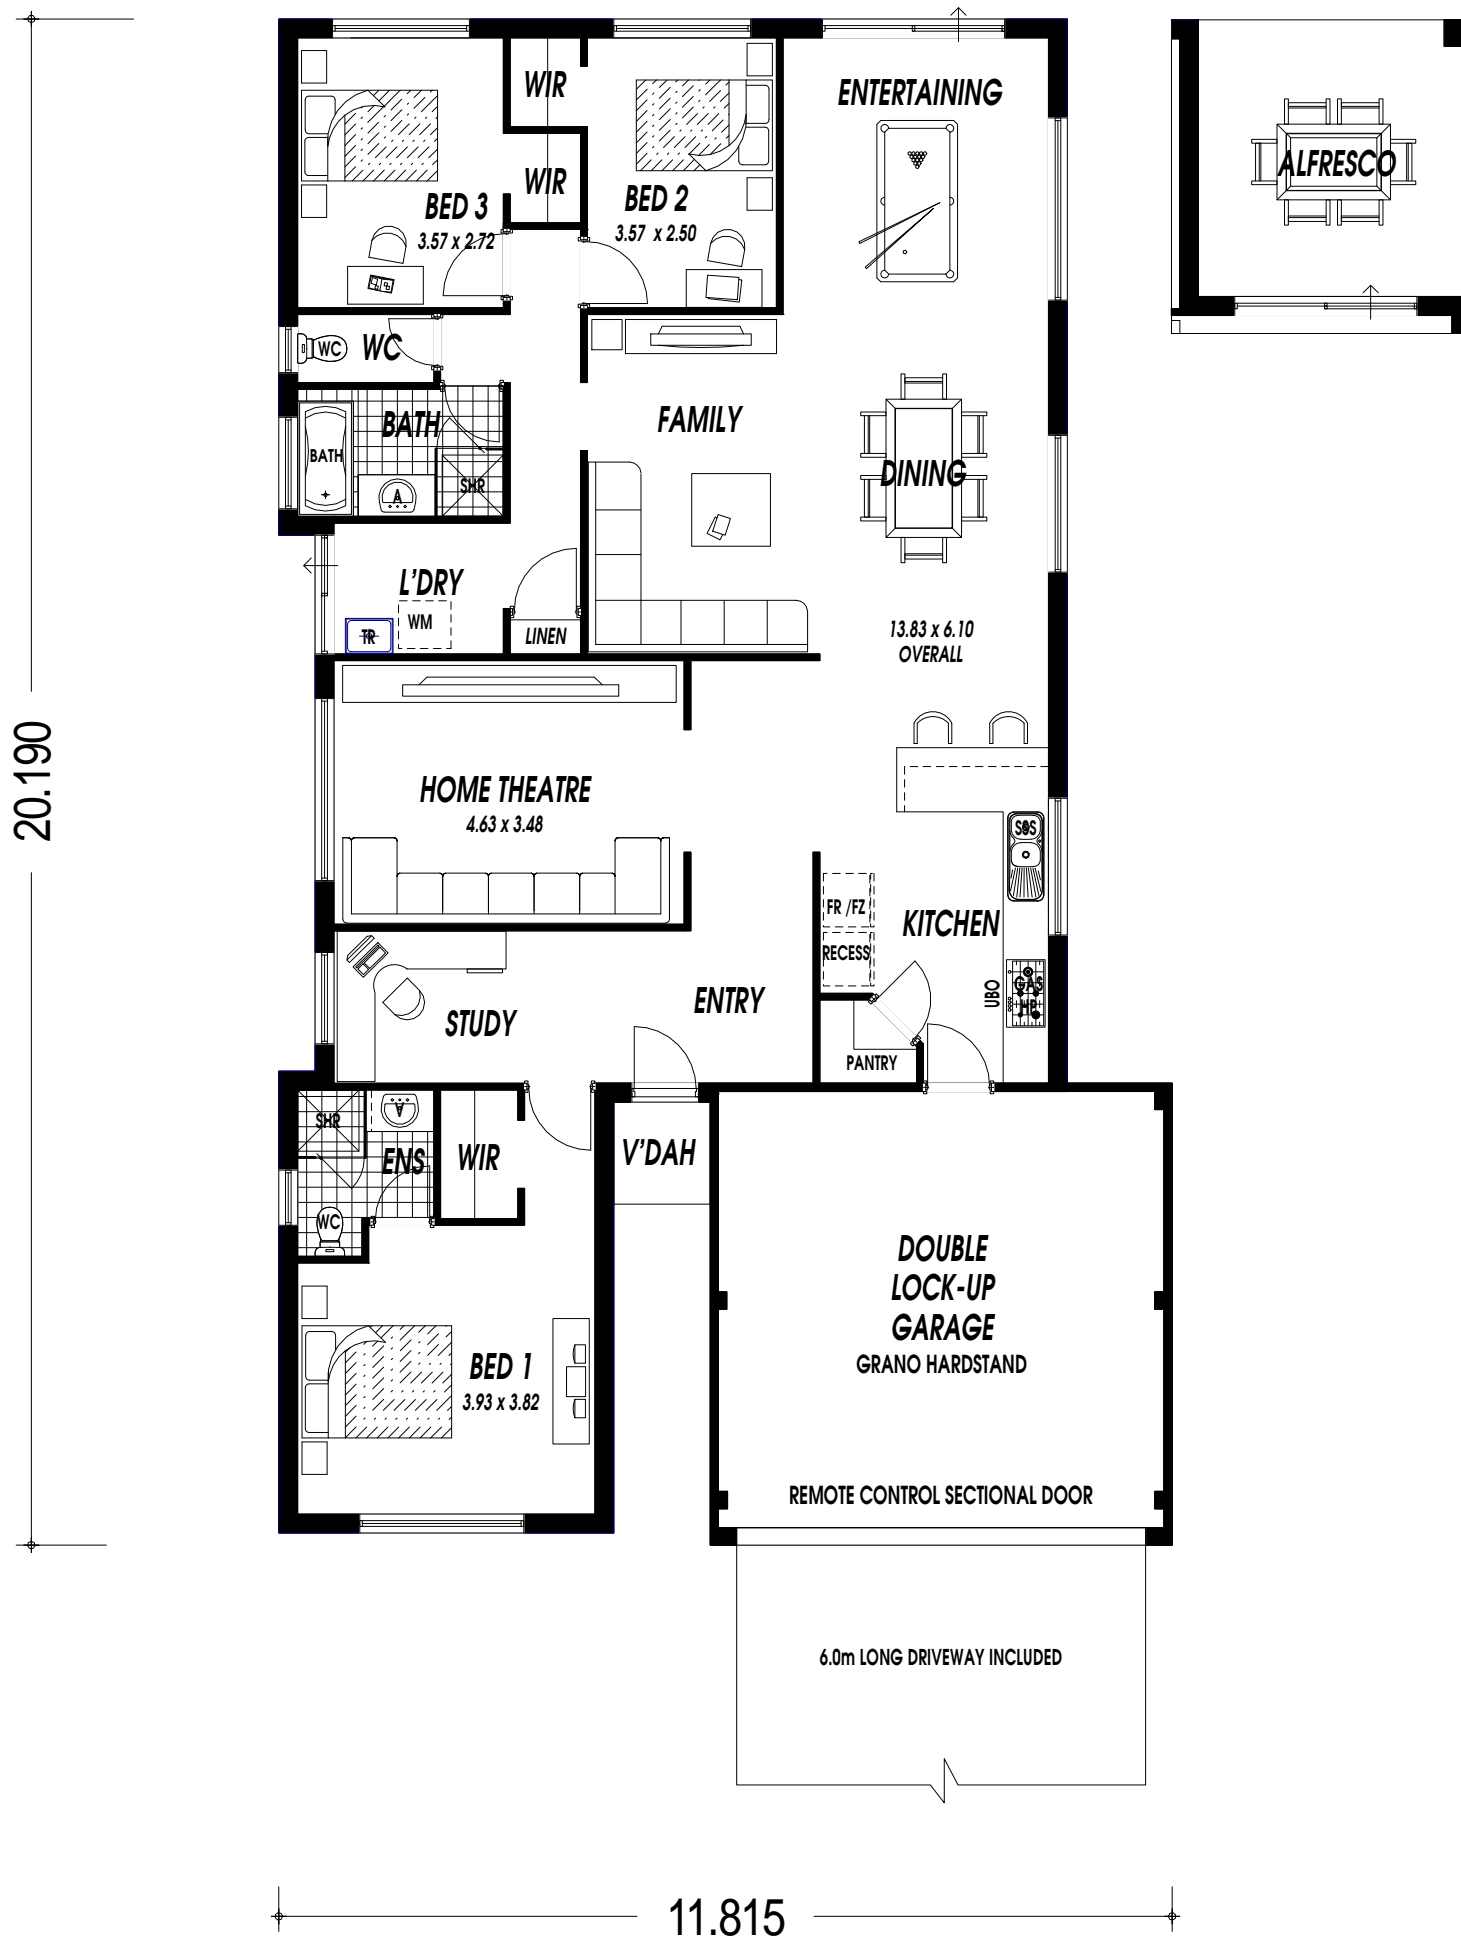 WIR
ENTERTAINING
ALFRESCO
WIR
BED 3
3.57 x 2.72
BED 2
3.57 x 2.50
WC
WC
FAMILY
BATH
BATH
SHR
A
DINING
L'DRY
WM
TR
LINEN
13.83 x 6.10
OVERALL
20.190
HOME THEATRE
4.63 x 3.48
SGS
FR /FZ
RECESS
KITCHEN
UBO
GAS
HP
ENTRY
STUDY
PANTRY
SHR
A
ENS
WIR
V'DAH
WC
DOUBLE
LOCK-UP
GARAGE
GRANO HARDSTAND
BED 1
3.93 x 3.82
REMOTE CONTROL SECTIONAL DOOR
6.0m LONG DRIVEWAY INCLUDED
11.815